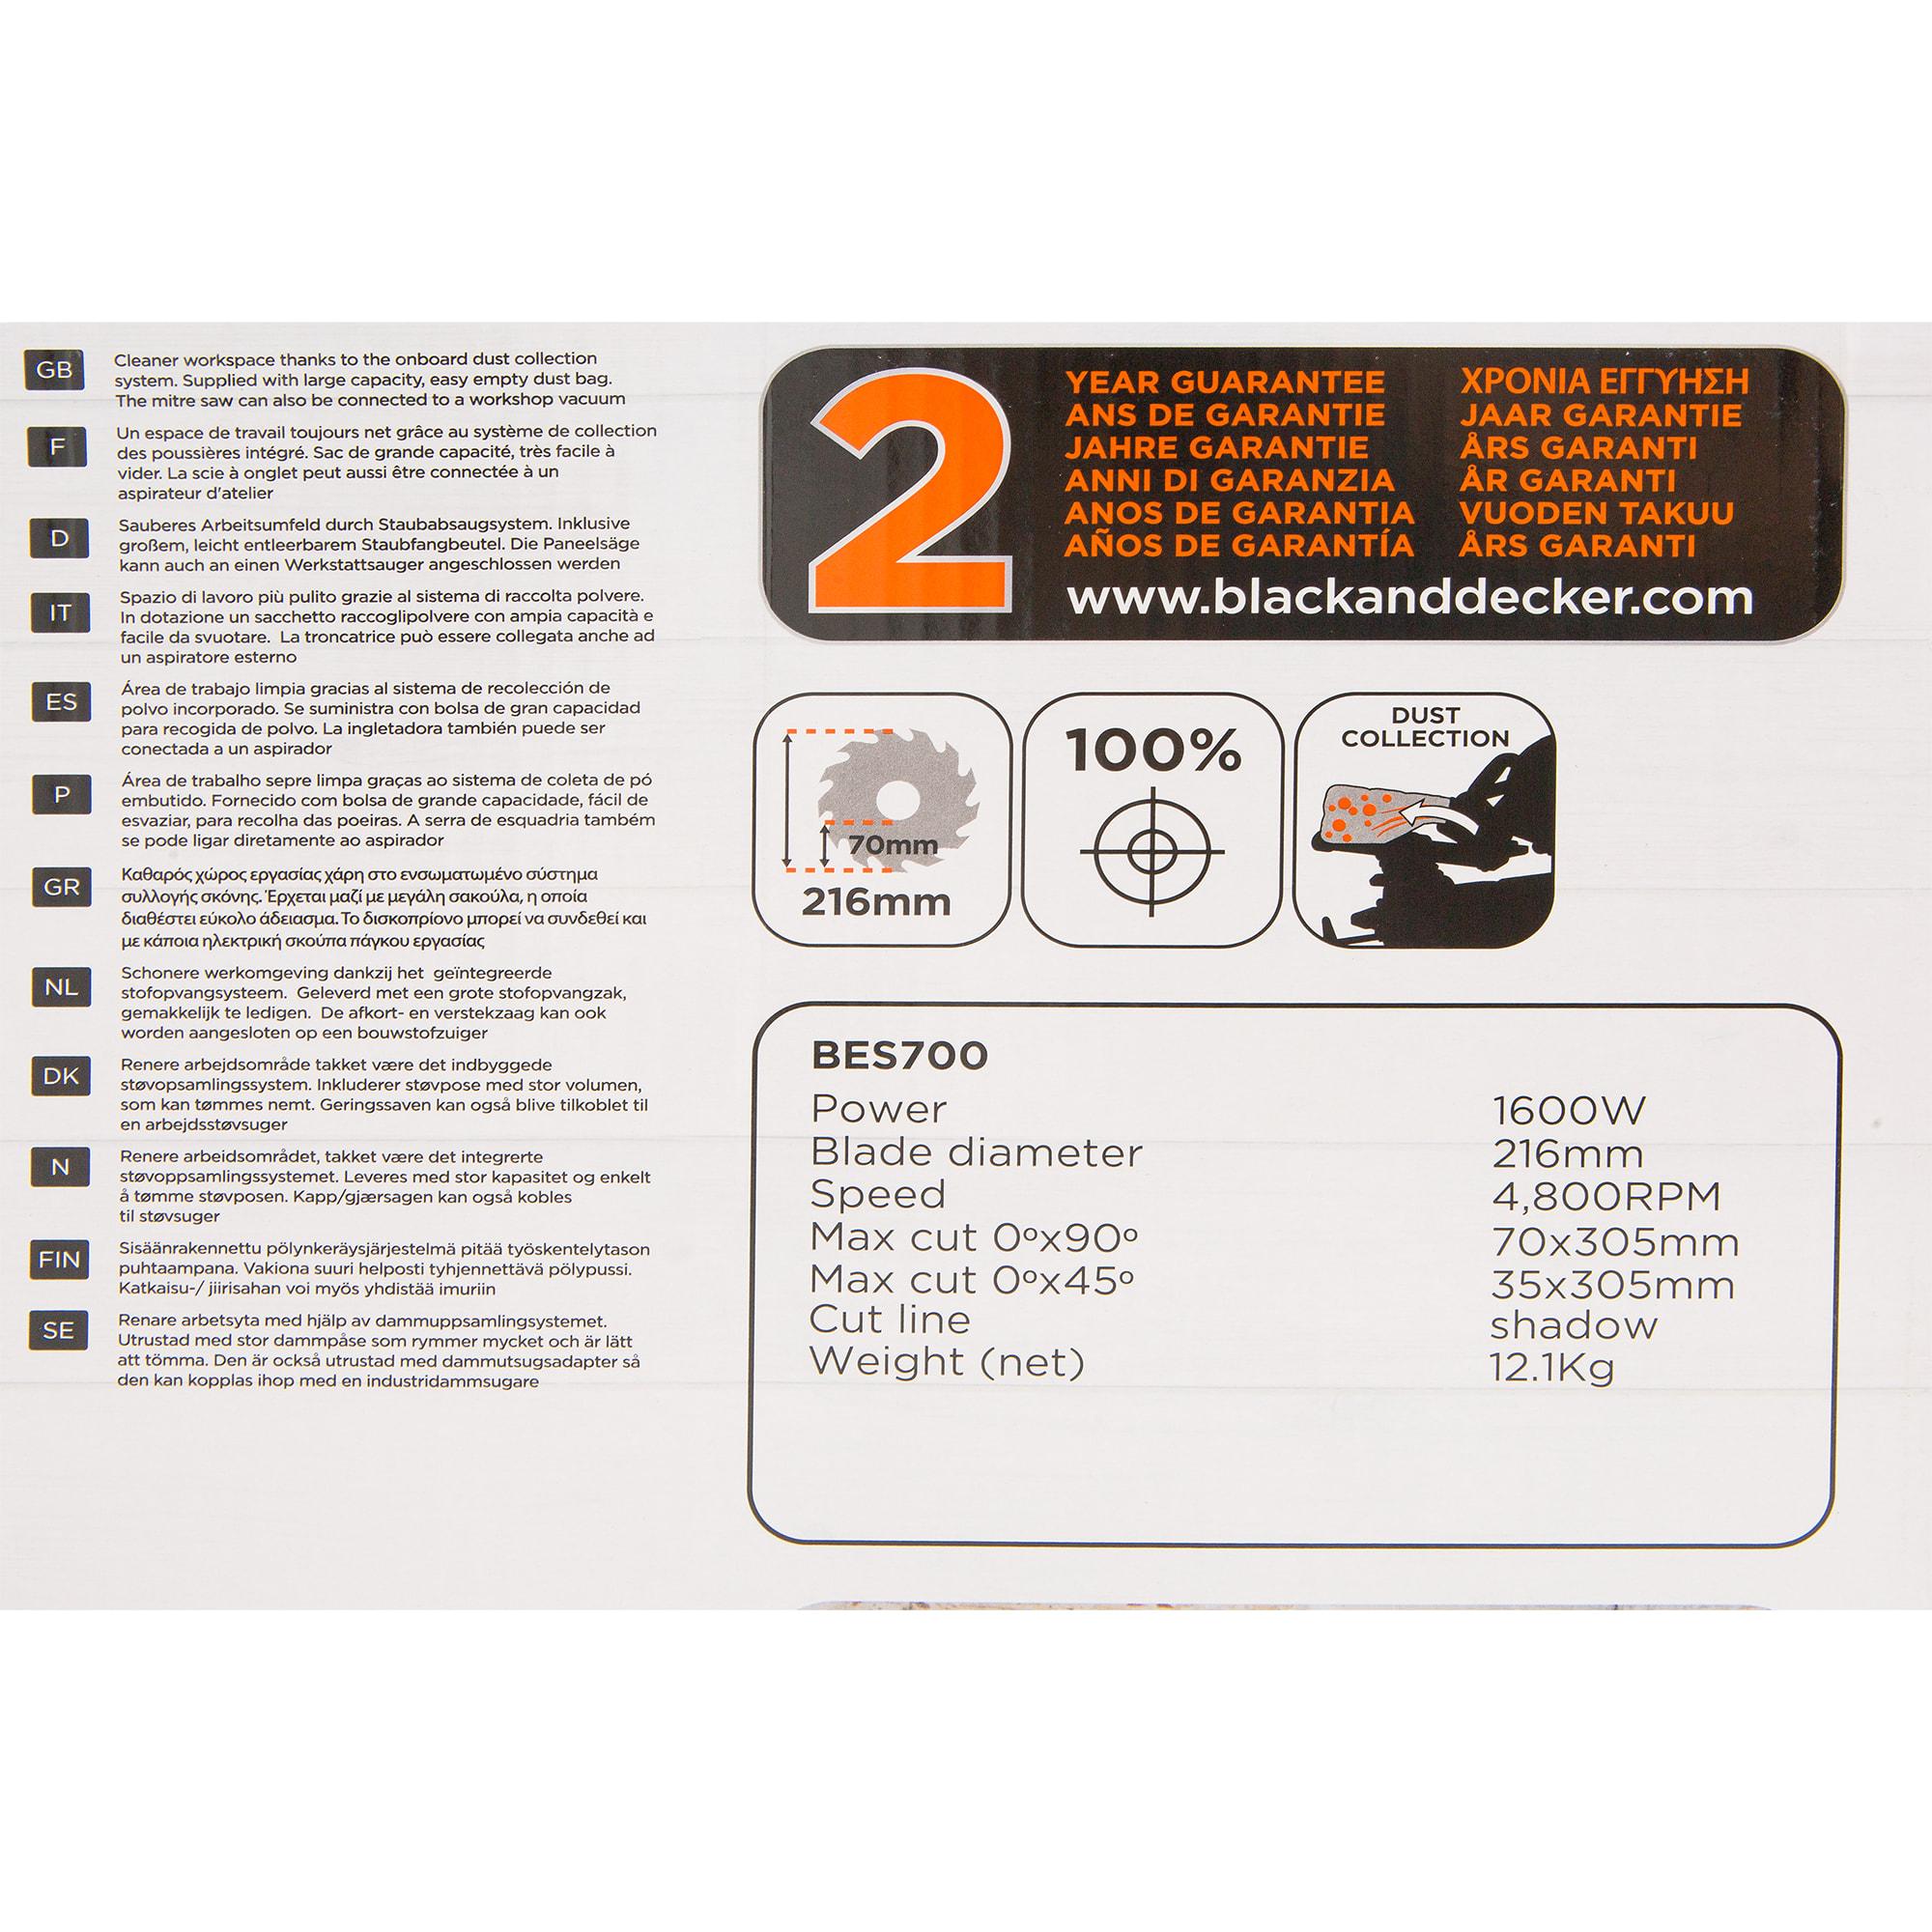 GB
Cleaner workspace thanks to the onboard dust collection
system. Supplied with large capacity, easy empty dust bag.
The mitre saw can also be connected to a workshop vacuum
F
Un espace de travail toujours net grâce au système de collection
des poussières intégré. Sac de grande capacité, très facile à
vider. La scie à onglet peut aussi être connectée à un
aspirateur d'atelier
D
Sauberes Arbeitsumfeld durch Staubabsaugsystem. Inklusive
großem, leicht entleerbarem Staubfangbeutel. Die Paneelsäge
kann auch an einen Werkstattsauger angeschlossen werden
IT
Spazio di lavoro più pulito grazie al sistema di raccolta polvere.
In dotazione un sacchetto raccoglipolvere con ampia capacità e
facile da svuotare. La troncatrice può essere collegata anche ad
un aspiratore esterno
ES
Área de trabajo limpia gracias al sistema de recolección de
polvo incorporado. Se suministra con bolsa de gran capacidad
para recogida de polvo. La ingletadora también puede ser
conectada a un aspirador
P
Área de trabalho sepre limpa graças ao sistema de coleta de pó
embutido. Fornecido com bolsa de grande capacidade, fácil de
esvaziar, para recolha das poeiras. A serra de esquadria também
se pode ligar diretamente ao aspirador
GR
Καθαρός χώρος εργασίας χάρη στο ενσωματωμένο σύστημα
συλλογής σκόνης. Έρχεται μαζί με μεγάλη σακούλα, η οποία
διαθέστει εύκολο άδειασμα. Το δισκοπρίονο μπορεί να συνδεθεί και
με κάποια ηλεκτρική σκούπα πάγκου εργασίας
NL
Schonere werkomgeving dankzij het geïntegreerde
stofopvangsysteem. Geleverd met een grote stofopvangzak,
gemakkelijk te ledigen. De afkort- en verstekzaag kan ook
worden aangesloten op een bouwstofzuiger
DK
Renere arbejdsområde takket være det indbyggede
støvopsamlingssystem. Inkluderer støvpose med stor volumen,
som kan tømmes nemt. Geringssaven kan også blive tilkoblet til
en arbejdsstøvsuger
N
Renere arbeidsområdet, takket være det integrerte
støvoppsamlingssystemet. Leveres med stor kapasitet og enkelt
å tømme støvposen. Kapp/gjærsagen kan også kobles
til støvsuger
FIN
Sisäänrakennettu pölynkeräysjärjestelmä pitää työskentelytason
puhtaampana. Vakiona suuri helposti tyhjennettävä pölypussi.
Katkaisu-/ jiirisahan voi myös yhdistää imuriin
SE
Renare arbetsyta med hjälp av dammuppsamlingsystemet.
Utrustad med stor dammpåse som rymmer mycket och är lätt
att tömma. Den är också utrustad med dammutsugsadapter så
den kan kopplas ihop med en industridammsugare
2
YEAR GUARANTEE
ANS DE GARANTIE
JAHRE GARANTIE
ANNI DI GARANZIA
ANOS DE GARANTIA
AÑOS DE GARANTÍA
ΧΡΟΝΙΑ ΕΓΓΥΗΣΗ
JAAR GARANTIE
ÅRS GARANTI
ÅR GARANTI
VUODEN TAKUU
ÅRS GARANTI
www.blackanddecker.com
70mm
216mm
100%
DUST
COLLECTION
BES700
Power 1600W
Blade diameter 216mm
Speed 4,800RPM
Max cut 0ºx90º 70x305mm
Max cut 0ºx45º 35x305mm
Cut line shadow
Weight (net) 12.1Kg